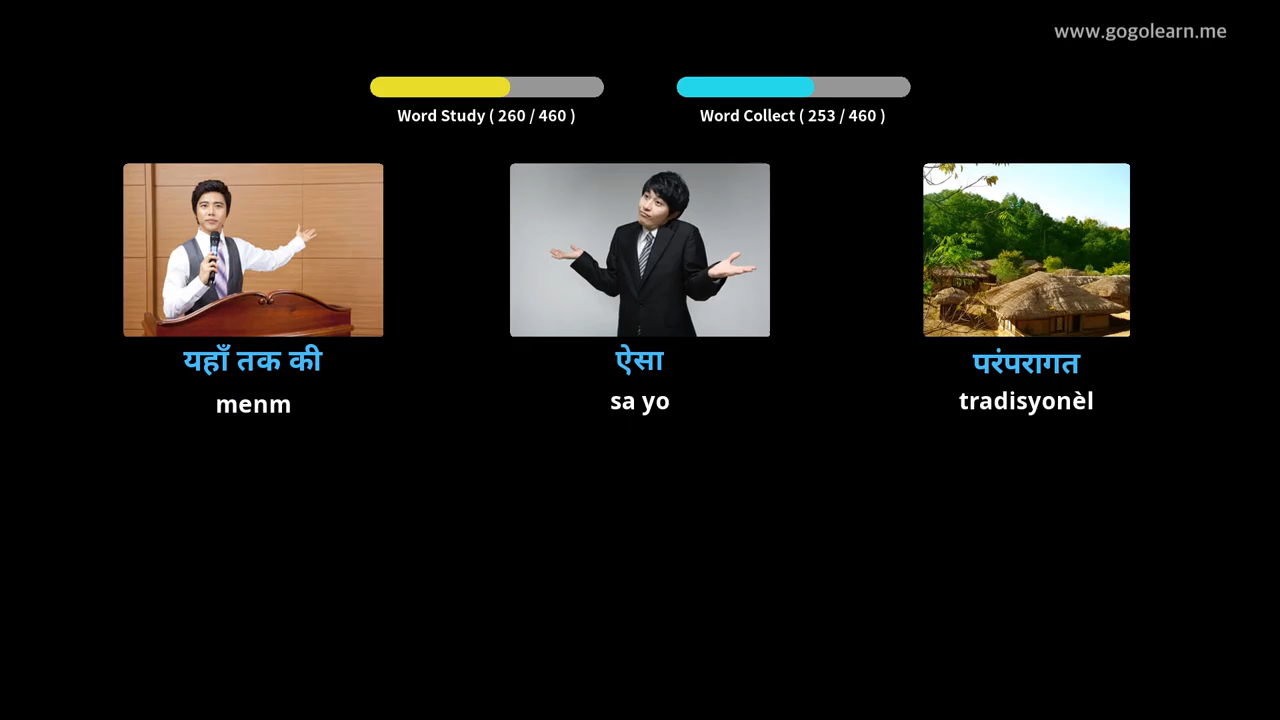 www.gogolearn.me
Word Study ( 260 / 460 )
Word Collect ( 253 / 460 )
यहाँ तक की
ऐसा
परंपरागत
menm
sa yo
tradisyonèl